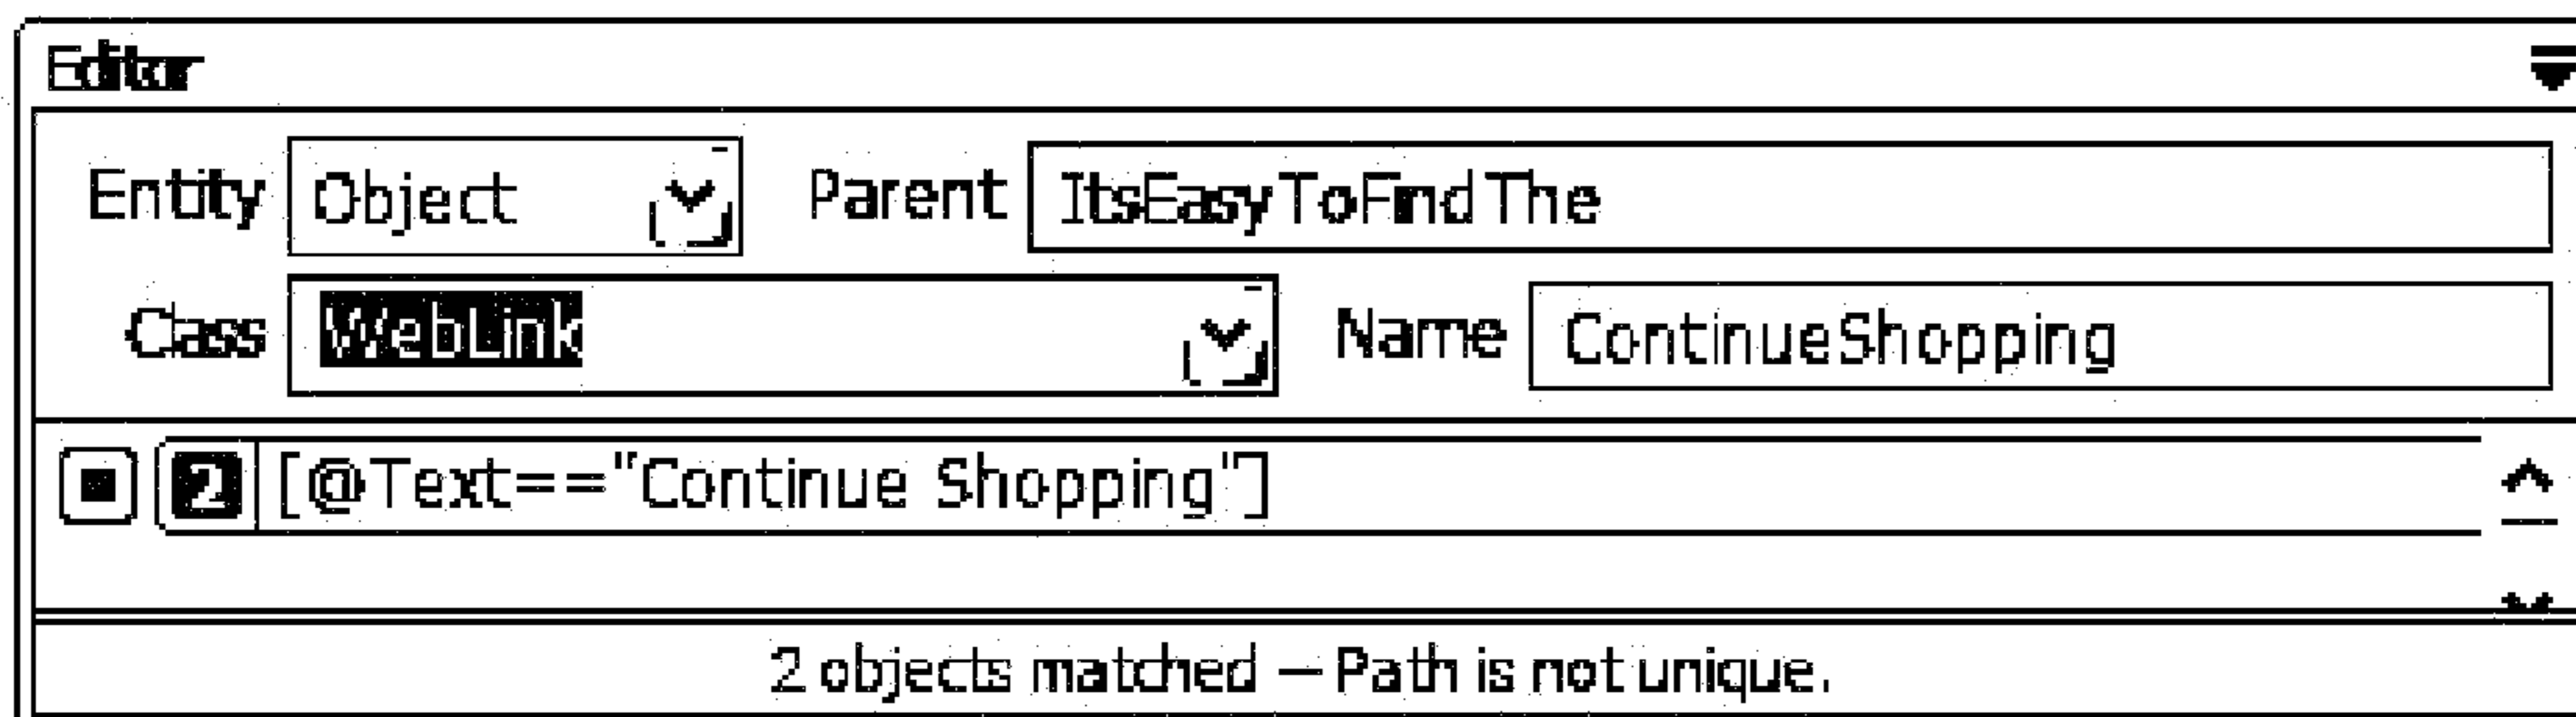 Editor
Entity Object Parent ItsEasyToFindThe
Class WebLink Name ContinueShopping
2 [@Text=="Continue Shopping"]
2 objects matched – Path is not unique.